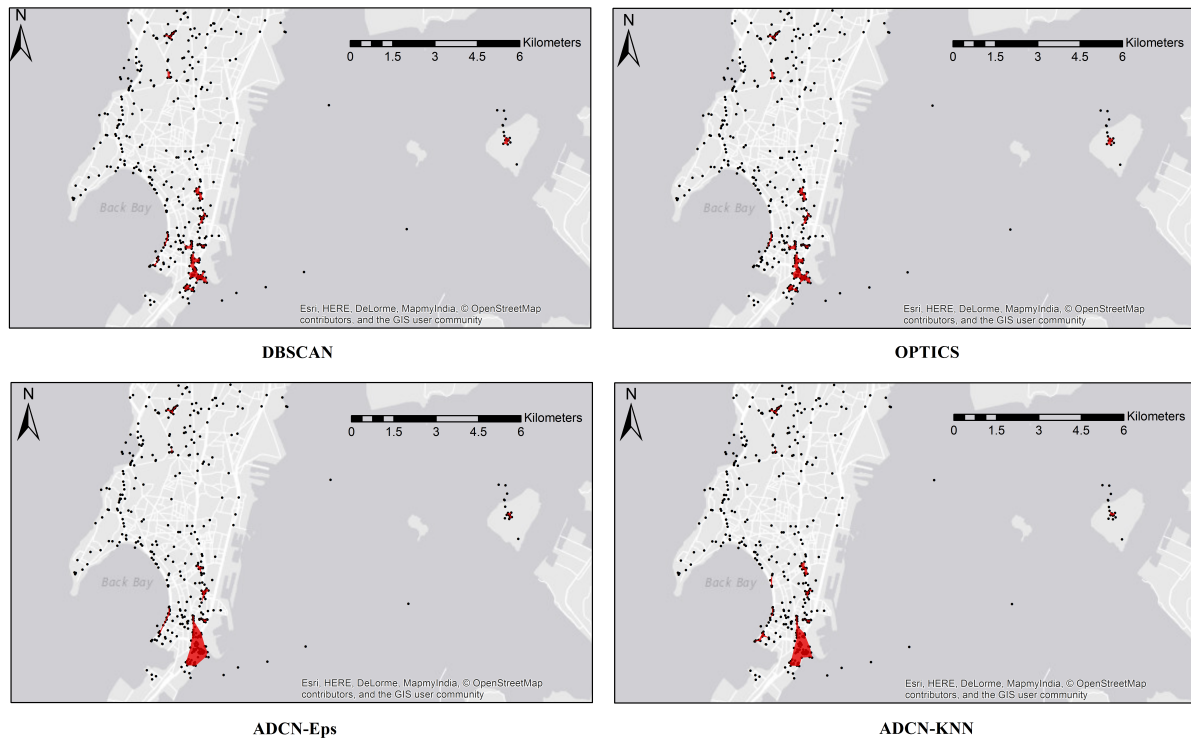 N
Kilometers
0 1.5 3 4.5 6
Back Bay
Esri, HERE, DeLorme, MapmyIndia, © OpenStreetMap
contributors, and the GIS user community
DBSCAN
N
Kilometers
0 1.5 3 4.5 6
Back Bay
Esri, HERE, DeLorme, MapmyIndia, © OpenStreetMap
contributors, and the GIS user community
OPTICS
N
Kilometers
0 1.5 3 4.5 6
Back Bay
Esri, HERE, DeLorme, MapmyIndia, © OpenStreetMap
contributors, and the GIS user community
ADCN-Eps
N
Kilometers
0 1.5 3 4.5 6
Back Bay
Esri, HERE, DeLorme, MapmyIndia, © OpenStreetMap
contributors, and the GIS user community
ADCN-KNN